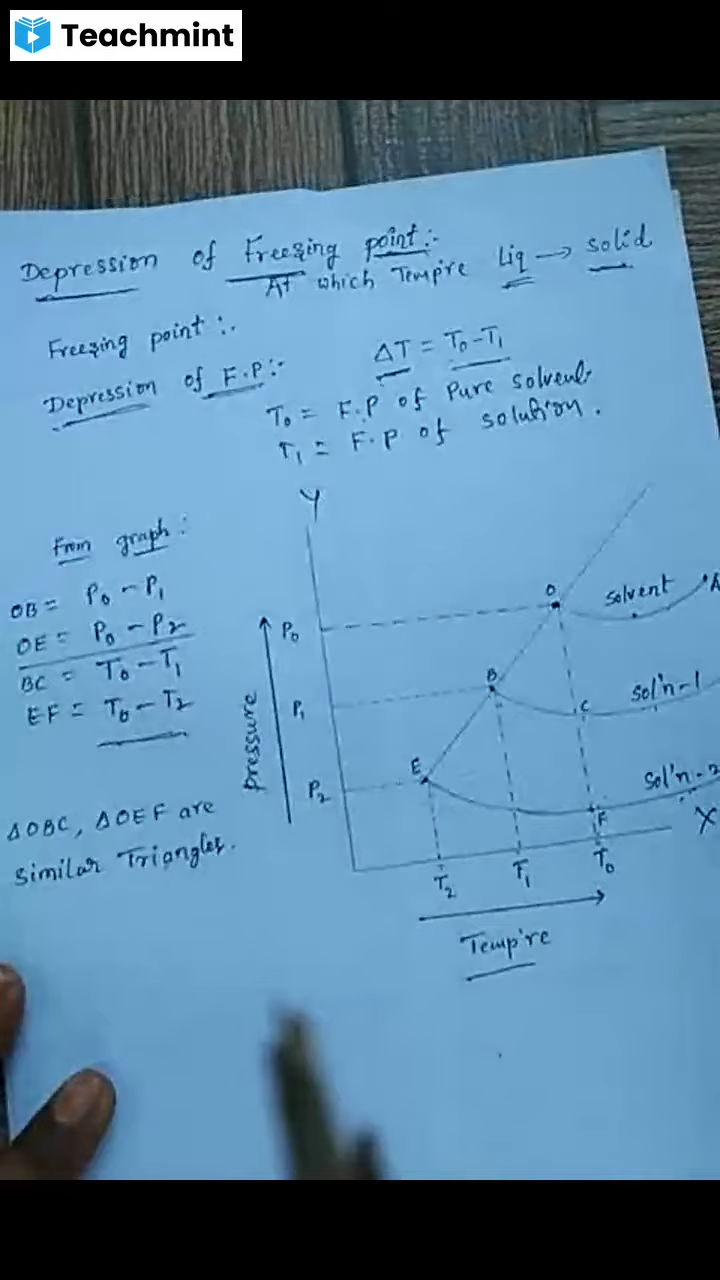 Teachmint
Depression of Freezing point:-
Freezing point :. At which Temp're Liq → solid
Depression of F.P:- ΔT = T₀-T₁
T₀ = F.P of Pure solvent
T₁ = F.P of solution.
From graph:
OB = P₀ - P₁
OE = P₀ - P₂
BC = T₀ - T₁
EF = T₀ - T₂
ΔOBC, ΔOEF are
similar Triangles.
Y
O
solvent
A
P₀
B
P₁
C
sol'n-1
E
P₂
F
sol'n-2
X
T₂
T₁
T₀
pressure
Temp're